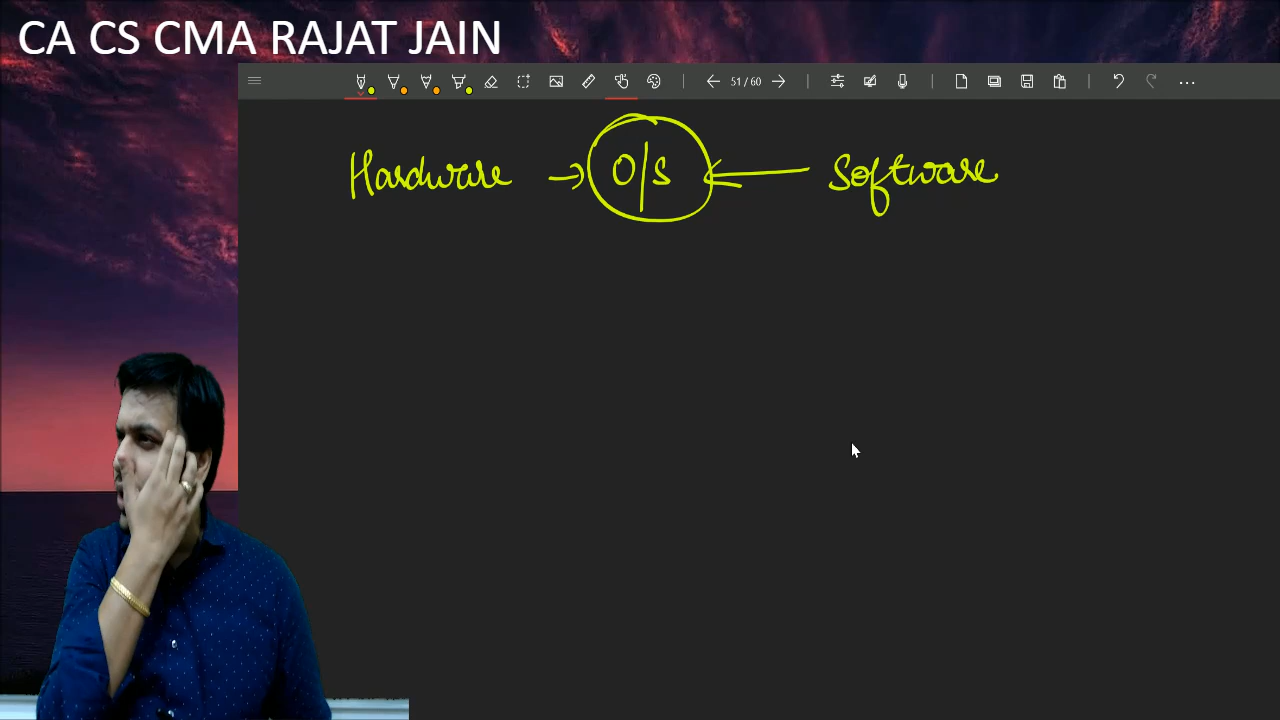 CA CS CMA RAJAT JAIN
51 / 60
Hardware → O/S ← Software